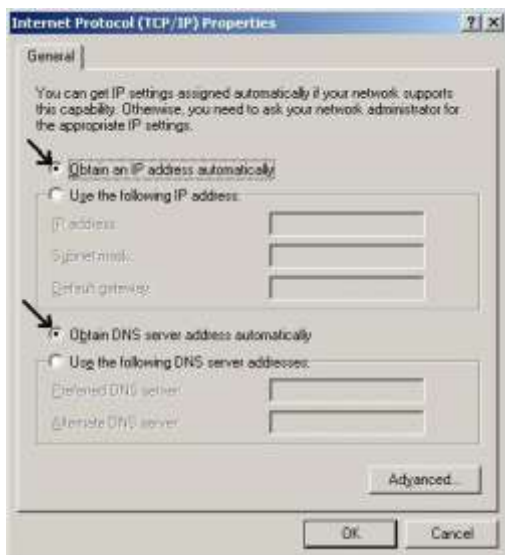 Internet Protocol (TCP/IP) Properties
General
You can get IP settings assigned automatically if your network supports
this capability. Otherwise, you need to ask your network administrator for
the appropriate IP settings.
Obtain an IP address automatically
Use the following IP address:
IP address:
Subnet mask:
Default gateway:
Obtain DNS server address automatically
Use the following DNS server addresses:
Preferred DNS server:
Alternate DNS server:
Advanced...
OK
Cancel